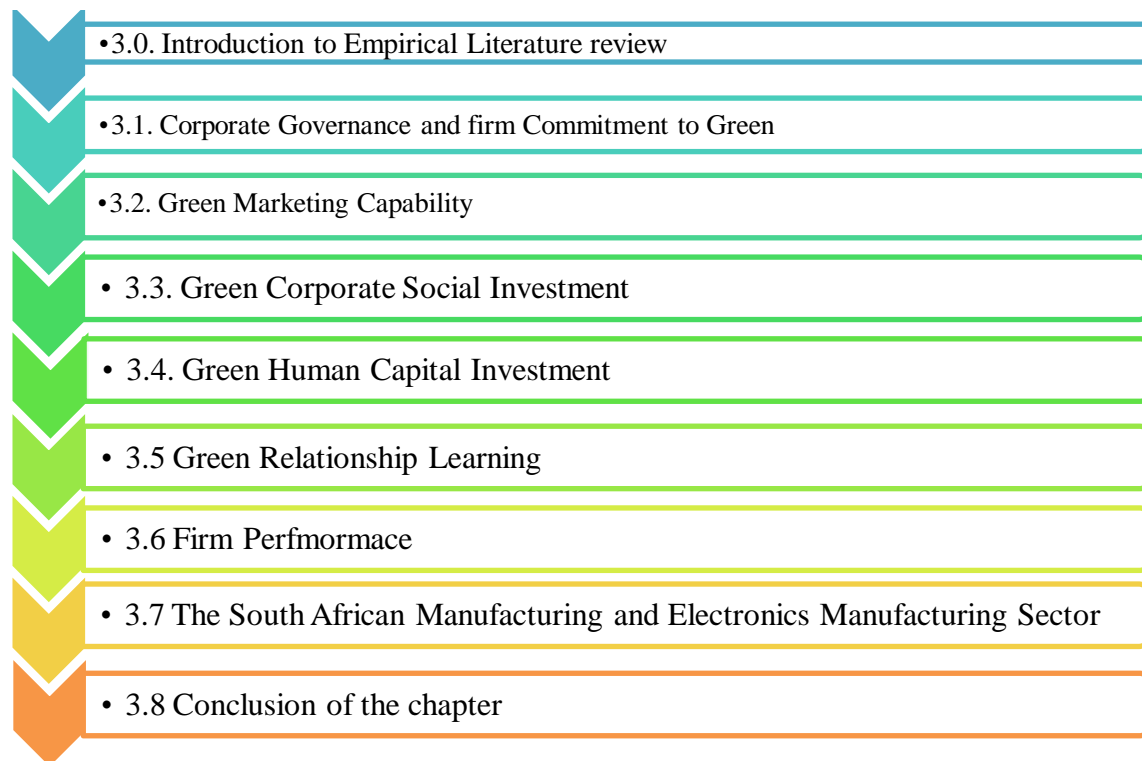 •3.0. Introduction to Empirical Literature review
•3.1. Corporate Governance and firm Commitment to Green
•3.2. Green Marketing Capability
• 3.3. Green Corporate Social Investment
• 3.4. Green Human Capital Investment
• 3.5 Green Relationship Learning
• 3.6 Firm Perfmormace
• 3.7 The South African Manufacturing and Electronics Manufacturing Sector
• 3.8 Conclusion of the chapter